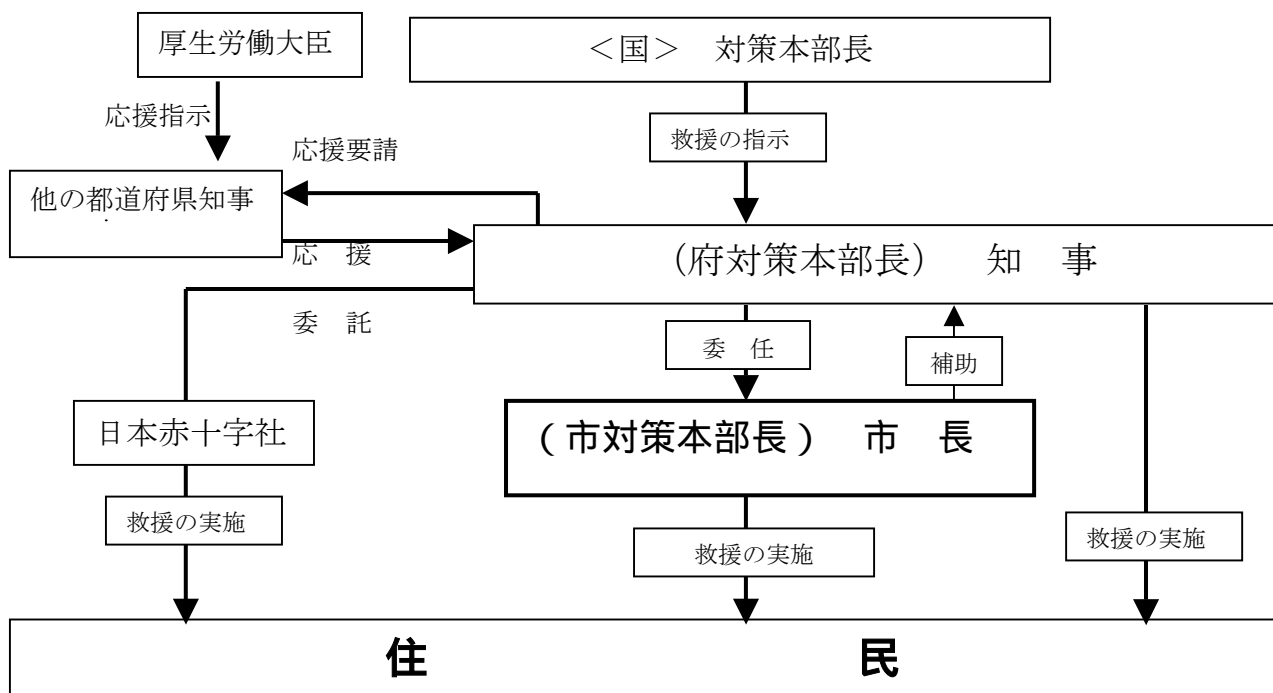 厚生労働大臣
＜国＞　対策本部長
応援指示
救援の指示
応援要請
他の都道府県知事
応　援
（府対策本部長）　知　事
委　託
委　任
補助
日本赤十字社
（市対策本部長）　市　長
救援の実施
救援の実施
救援の実施
住　民